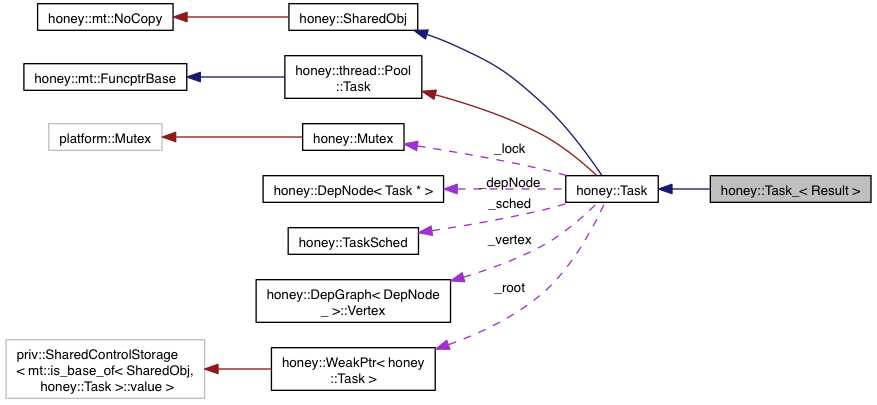 honey::mt::NoCopy
honey::SharedObj
honey::mt::FuncptrBase
honey::thread::Pool
::Task
platform::Mutex
honey::Mutex
_lock
honey::DepNode< Task * >
_depNode
honey::Task
honey::Task_< Result >
_sched
honey::TaskSched
_vertex
honey::DepGraph< DepNode
_ >::Vertex
_root
priv::SharedControlStorage
< mt::is_base_of< SharedObj,
honey::Task >::value >
honey::WeakPtr< honey
::Task >